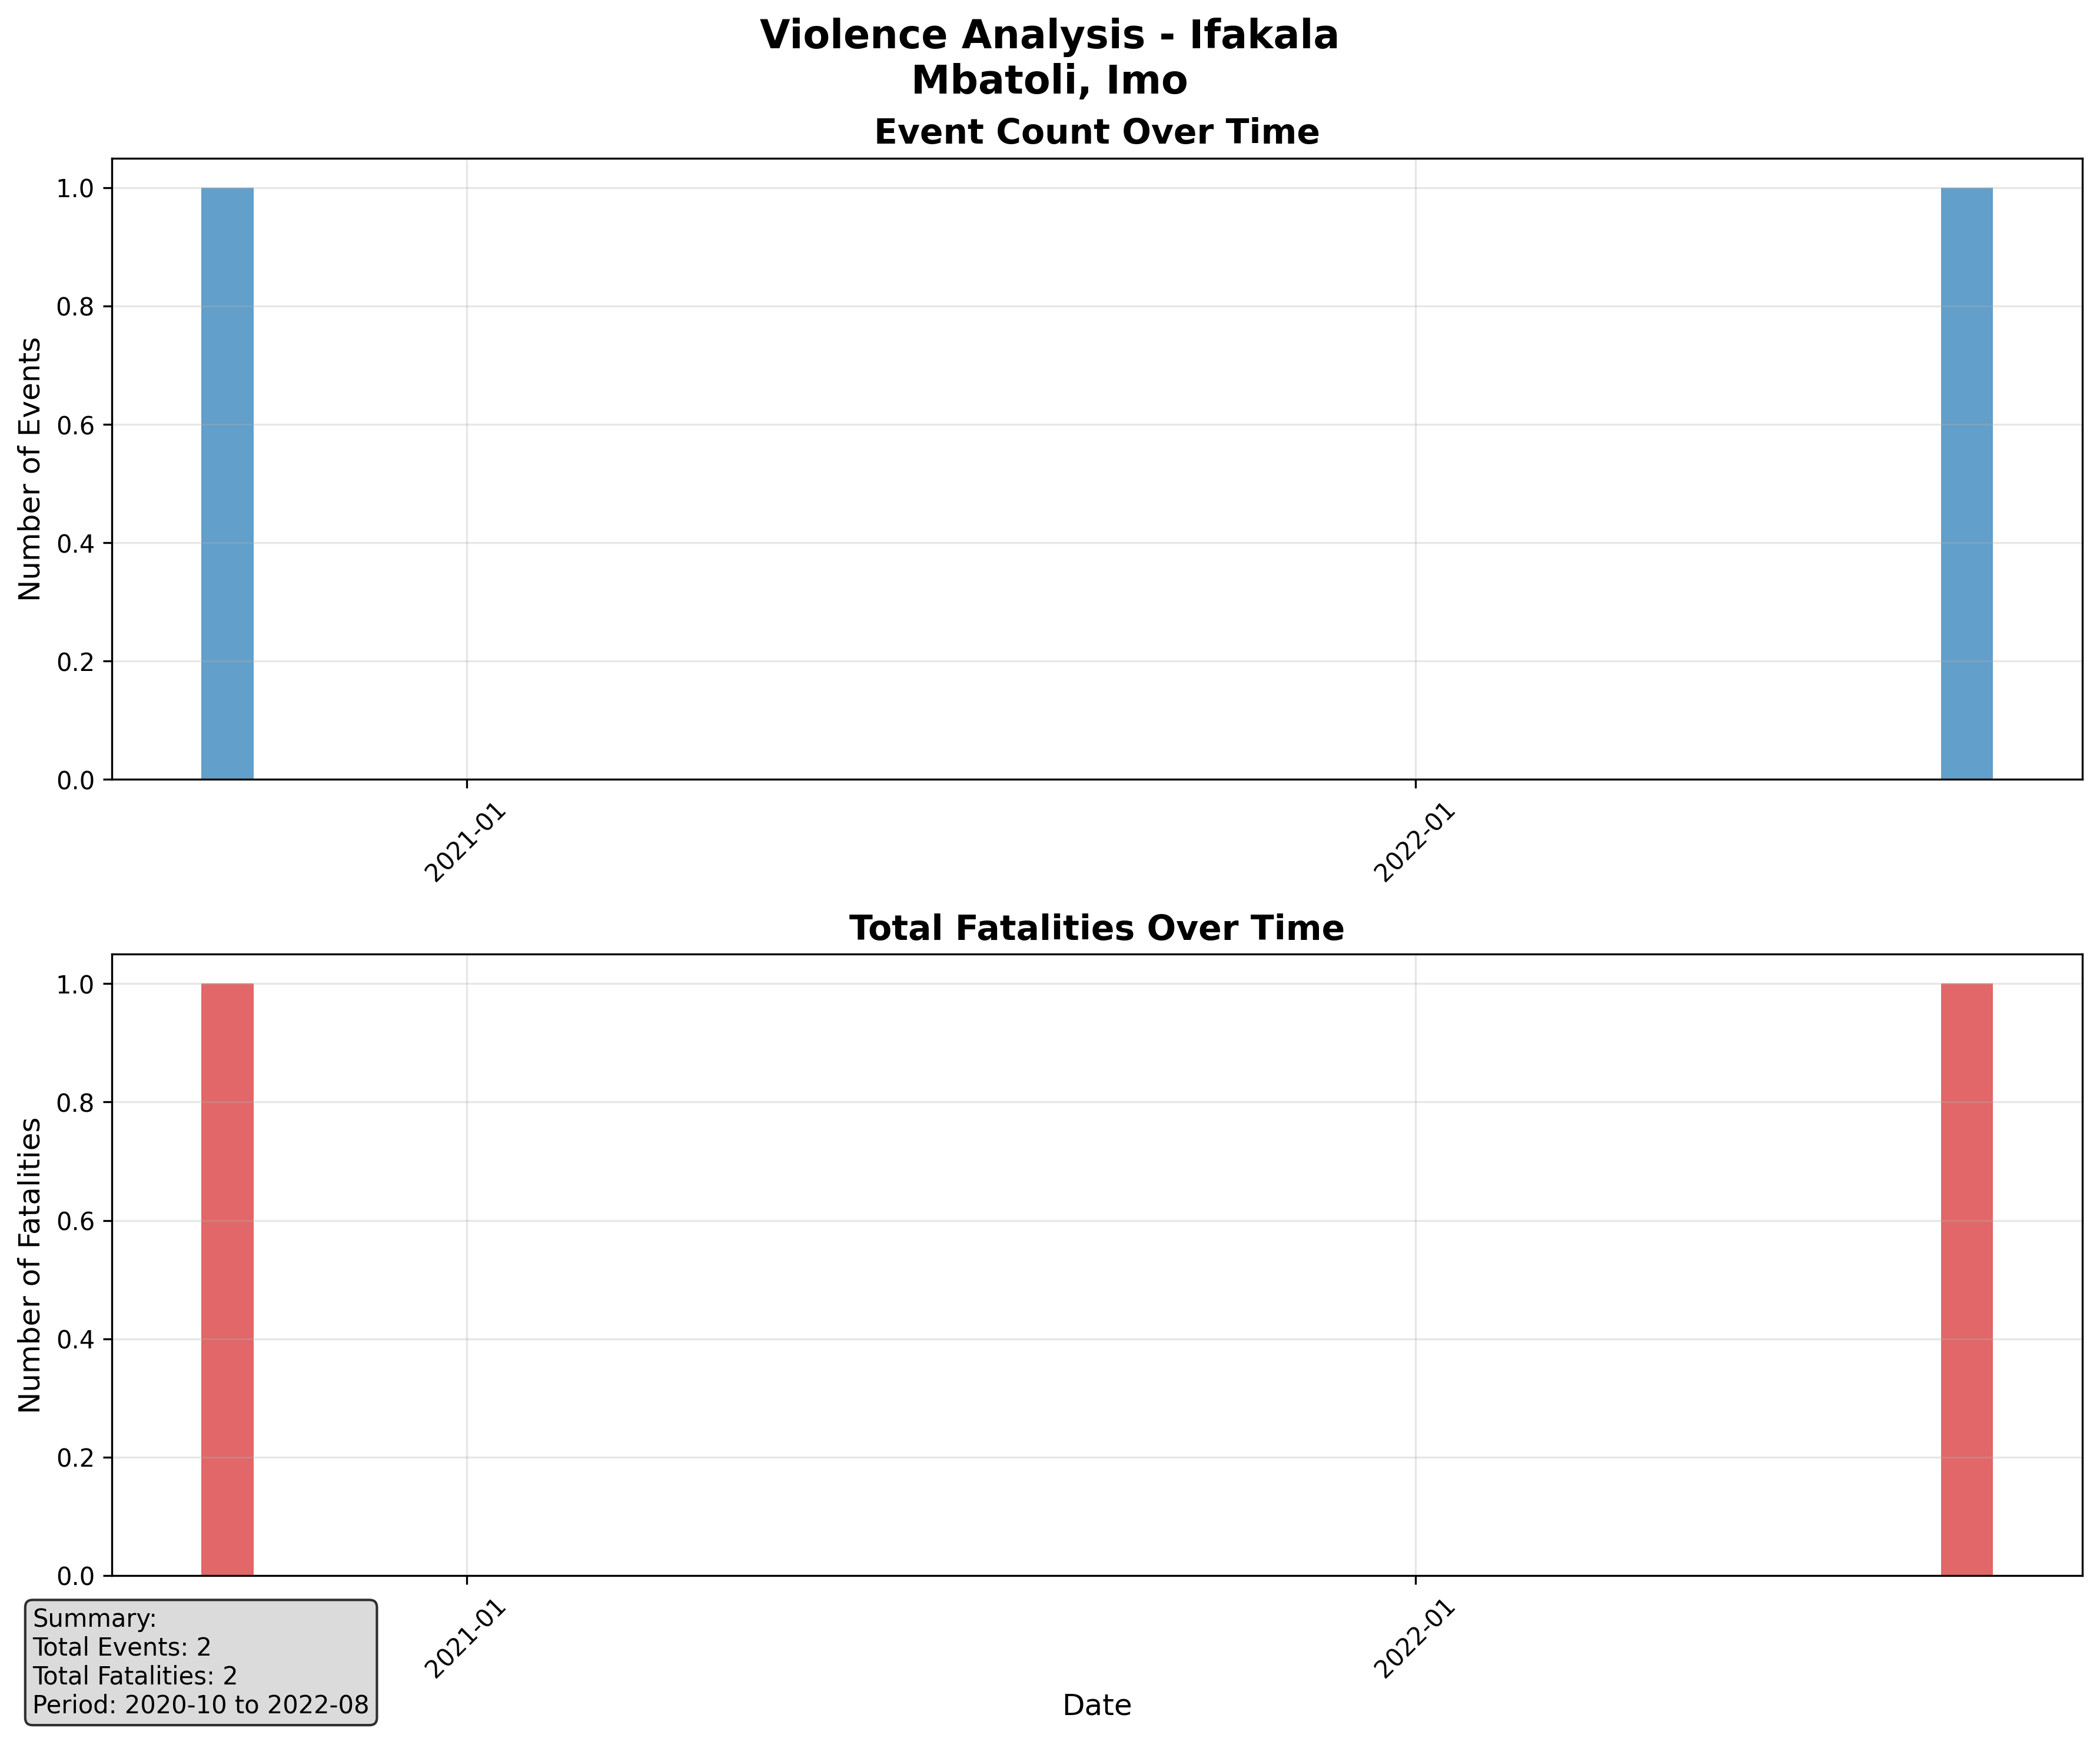 Violence Analysis - Ifakala
Mbatoli, Imo
Event Count Over Time
Number of Events
1.0
0.8
0.6
0.4
0.2
0.0
2021-01
2022-01
Total Fatalities Over Time
Number of Fatalities
1.0
0.8
0.6
0.4
0.2
0.0
2021-01
2022-01
Date
Summary:
Total Events: 2
Total Fatalities: 2
Period: 2020-10 to 2022-08